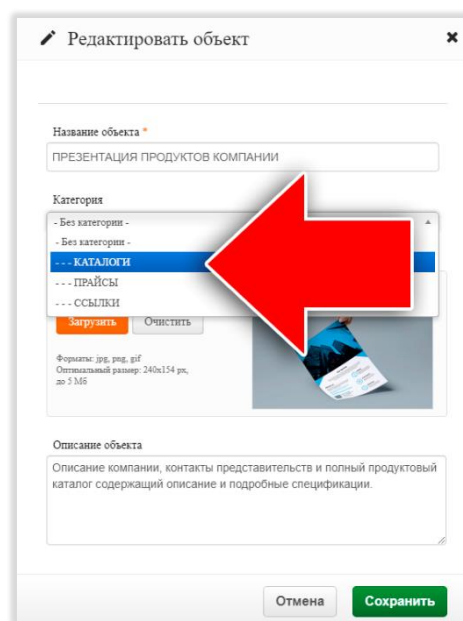 Редактировать объект
Название объекта *
ПРЕЗЕНТАЦИЯ ПРОДУКТОВ КОМПАНИИ
Категория
- Без категории -
- Без категории -
- - - КАТАЛОГИ
- - - ПРАЙСЫ
- - - ССЫЛКИ
Загрузить Очистить
Форматы: jpg, png, gif
Оптимальный размер: 240x154 px,
до 5 Мб
Описание объекта
Описание компании, контакты представительств и полный продуктовый
каталог содержащий описание и подробные спецификации.
Отмена Сохранить